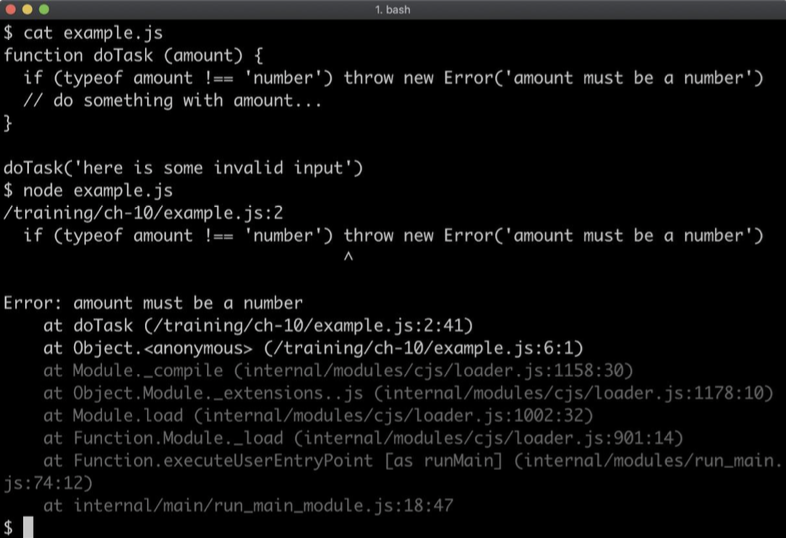 1. bash
$ cat example.js
function doTask (amount) {
  if (typeof amount !== 'number') throw new Error('amount must be a number')
  // do something with amount...
}

doTask('here is some invalid input')
$ node example.js
/training/ch-10/example.js:2
  if (typeof amount !== 'number') throw new Error('amount must be a number')
                                  ^

Error: amount must be a number
    at doTask (/training/ch-10/example.js:2:41)
    at Object.<anonymous> (/training/ch-10/example.js:6:1)
    at Module._compile (internal/modules/cjs/loader.js:1158:30)
    at Object.Module._extensions..js (internal/modules/cjs/loader.js:1178:10)
    at Module.load (internal/modules/cjs/loader.js:1002:32)
    at Function.Module._load (internal/modules/cjs/loader.js:901:14)
    at Function.executeUserEntryPoint [as runMain] (internal/modules/run_main.
js:74:12)
    at internal/main/run_main_module.js:18:47
$